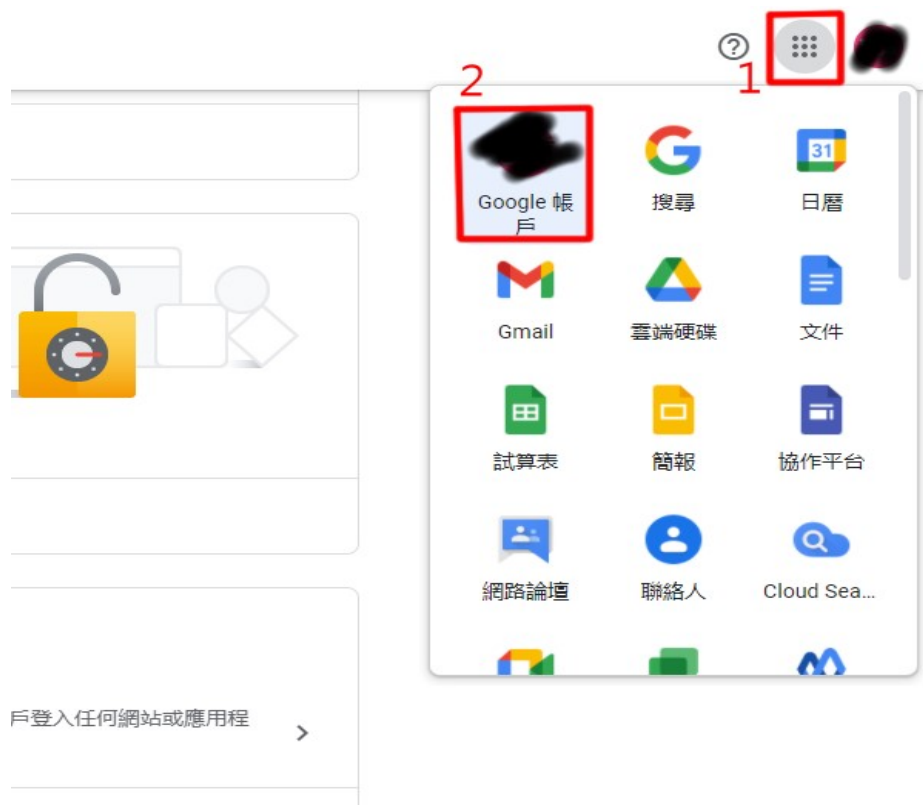 1
2
Google 帳
戶
搜尋
日曆
31
Gmail
雲端硬碟
文件
試算表
簡報
協作平台
網路論壇
聯絡人
Cloud Sea...
戶登入任何網站或應用程